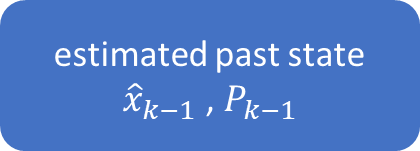 estimated past state
x̂ₖ₋₁ , Pₖ₋₁